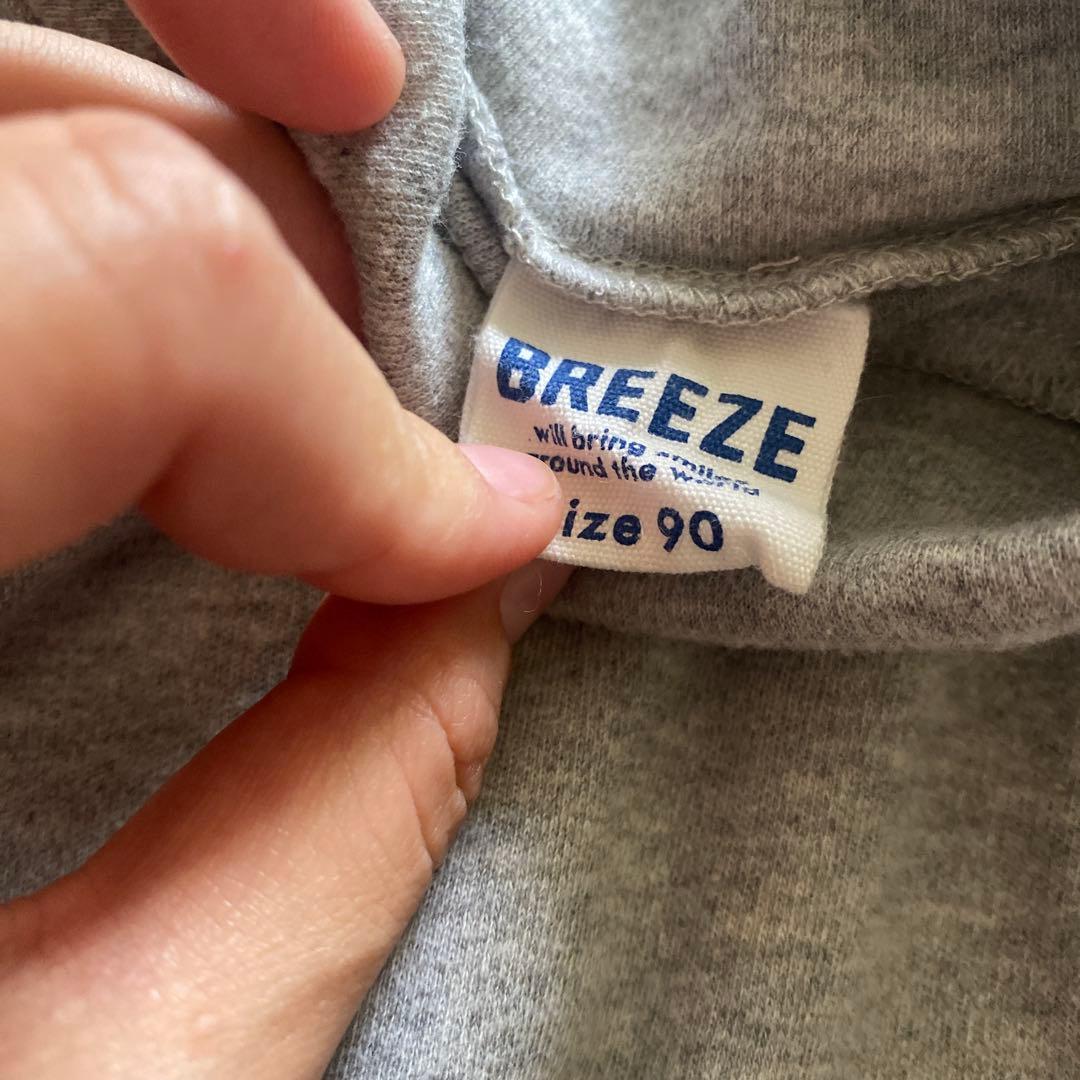 BREEZE
will bring
round the
ize 90